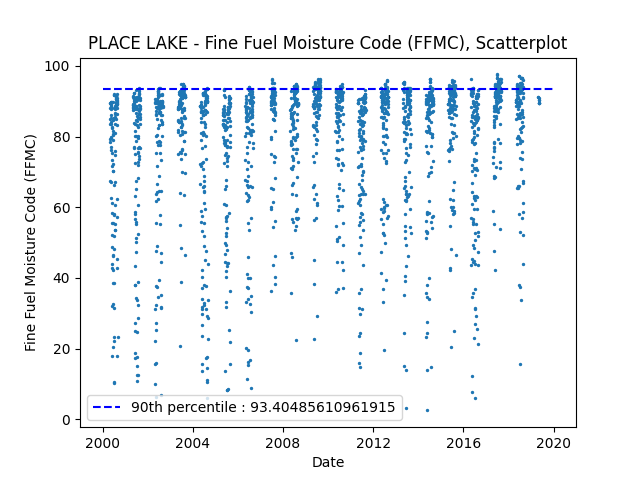 PLACE LAKE - Fine Fuel Moisture Code (FFMC), Scatterplot
100
80
60
40
20
0
Fine Fuel Moisture Code (FFMC)
90th percentile : 93.40485610961915
2000 2004 2008 2012 2016 2020
Date